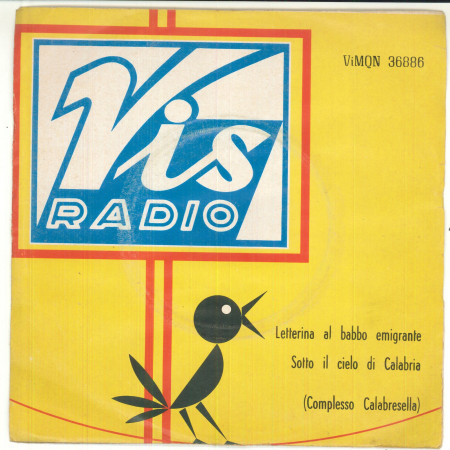 ViMQN 36886
Vis
RADIO
Letterina al babbo emigrante
Sotto il cielo di Calabria
(Complesso Calabresella)